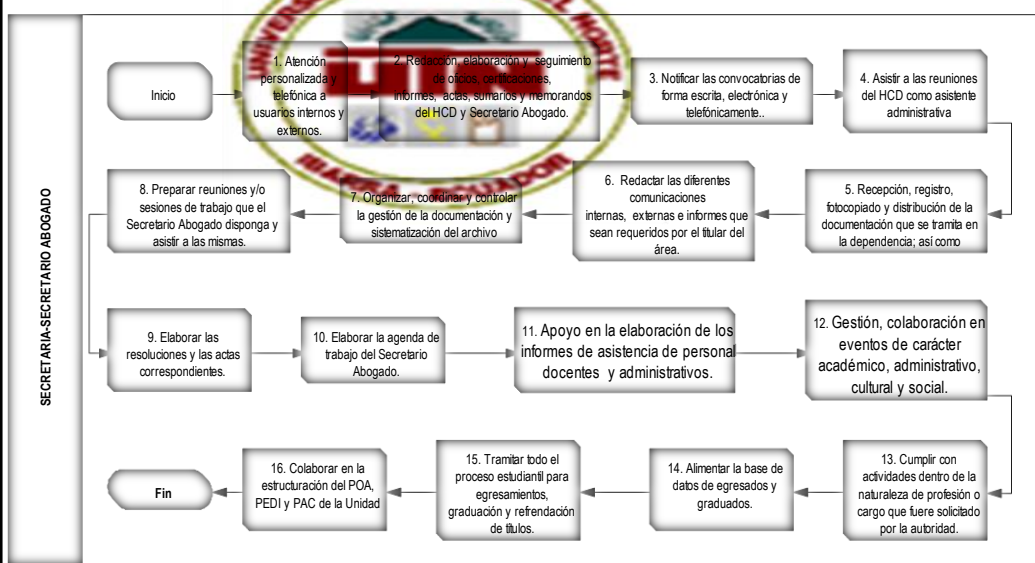 UNIVERS
EL NORTE
UTN
IBARRA - ECUADOR
SECRETARIA-SECRETARIO ABOGADO
Inicio
1. Atención
personalizada y
telefónica a
usuarios internos y
externos.
2. Redacción, elaboración y seguimiento
de oficios, certificaciones,
informes, actas, sumarios y memorandos
del HCD y Secretario Abogado.
3. Notificar las convocatorias de
forma escrita, electrónica y
telefónicamente..
4. Asistir a las reuniones
del HCD como asistente
administrativa
5. Recepción, registro,
fotocopiado y distribución de la
documentación que se tramita en
la dependencia; así como
6. Redactar las diferentes
comunicaciones
internas, externas e informes que
sean requeridos por el titular del
área.
7. Organizar, coordinar y controlar
la gestión de la documentación y
sistematización del archivo
8. Preparar reuniones y/o
sesiones de trabajo que el
Secretario Abogado disponga y
asistir a las mismas.
9. Elaborar las
resoluciones y las actas
correspondientes.
10. Elaborar la agenda de
trabajo del Secretario
Abogado.
11. Apoyo en la elaboración de los
informes de asistencia de personal
docentes y administrativos.
12. Gestión, colaboración en
eventos de carácter
académico, administrativo,
cultural y social.
13. Cumplir con
actividades dentro de la
naturaleza de profesión o
cargo que fuere solicitado
por la autoridad.
14. Alimentar la base de
datos de egresados y
graduados.
15. Tramitar todo el
proceso estudiantil para
egresamientos,
graduación y refrendación
de títulos.
16. Colaborar en la
estructuración del POA,
PEDI y PAC de la Unidad
Fin